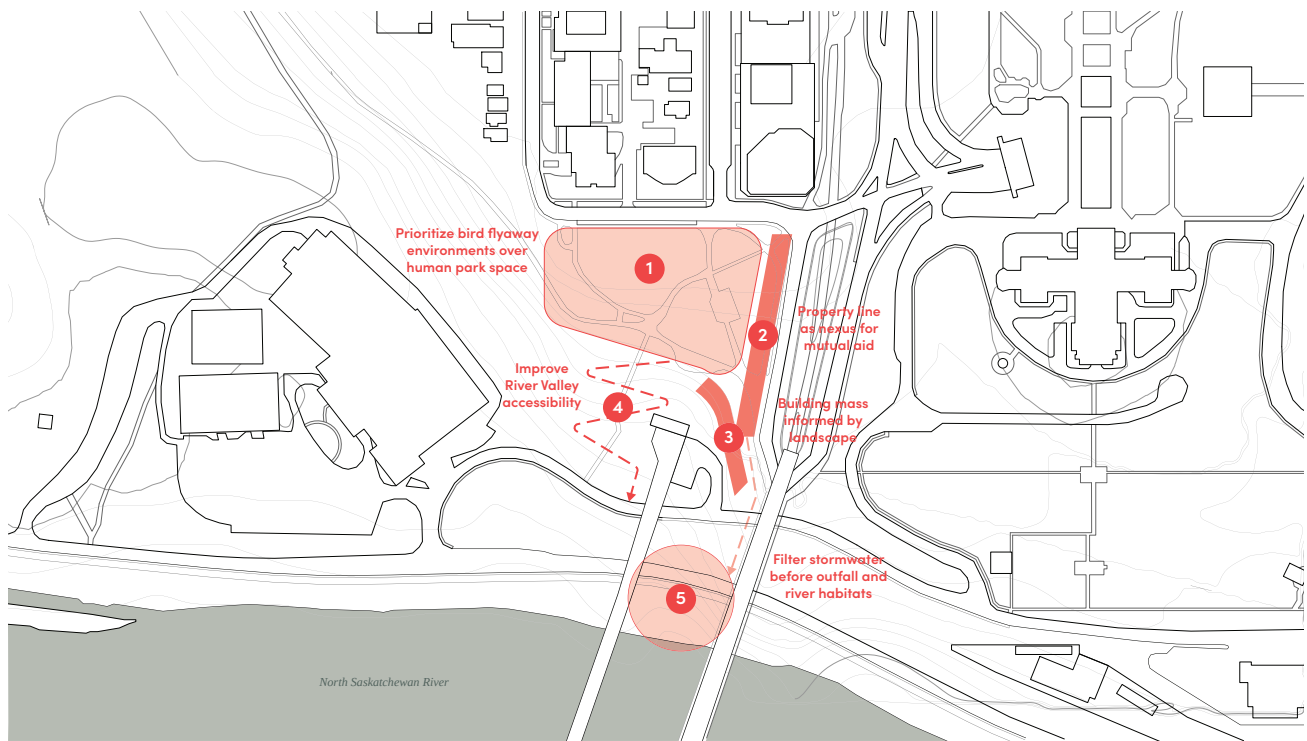 Prioritize bird flyaway
environments over
human park space
1
2
Property line
as nexus for
mutual aid
Improve
River Valley
accessibility
4
Building mass
informed by
landscape
3
Filter stormwater
before outfall and
river habitats
5
North Saskatchewan River